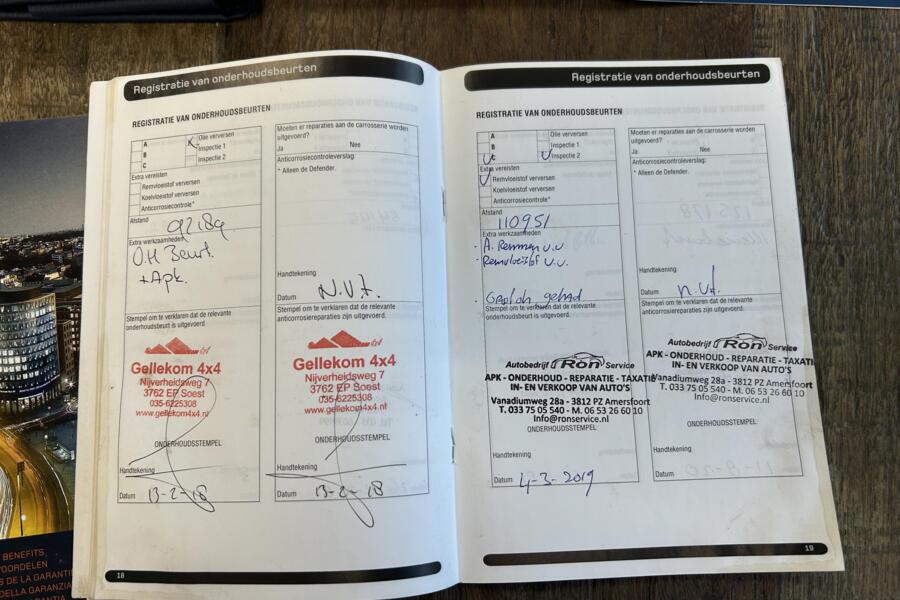 Registratie van onderhoudsbeurten
REGISTRATIE VAN ONDERHOUDSBEURTEN
A
B
C
Olie verversen
Inspectie 1
Inspectie 2
Extra vereisten
Remvloeistof verversen
Koelvloeistof verversen
Anticorrosiecontrole*
Afstand
92189
Extra werkzaamheden
O.H Beurt.
+ Apk.
Stempel om te verklaren dat de relevante
onderhoudsbeurt is uitgevoerd.
Gellekom 4x4
Nijverheidsweg 7
3762 EP Soest
035-6225308
www.gellekom4x4.nl
ONDERHOUDSSTEMPEL
Handtekening
Datum 13-2-18
Moeten er reparaties aan de carrosserie worden
uitgevoerd?
Ja Nee
Anticorrosiecontroleverslag:
* Alleen de Defender.
Handtekening
Datum N.v.t.
Stempel om te verklaren dat de relevante
anticorrosiereparaties zijn uitgevoerd.
Gellekom 4x4
Nijverheidsweg 7
3762 EP Soest
035-6225308
www.gellekom4x4.nl
ONDERHOUDSSTEMPEL
Handtekening
Datum 13-2-18
18
Registratie van onderhoudsbeurten
REGISTRATIE VAN ONDERHOUDSBEURTEN
A
B
C
Olie verversen
Inspectie 1
Inspectie 2
Extra vereisten
Remvloeistof verversen
Koelvloeistof verversen
Anticorrosiecontrole*
Afstand
110951
Extra werkzaamheden
- A. Remmen v.v.
- Remvloeistof v.v.
gehad
Stempel om te verklaren dat de relevante
onderhoudsbeurt is uitgevoerd.
Autobedrijf Ron Service
APK - ONDERHOUD - REPARATIE - TAXATIE
IN- EN VERKOOP VAN AUTO'S
Vanadiumweg 28a - 3812 PZ Amersfoort
T. 033 75 05 540 - M. 06 53 26 60 10
Info@ronservice.nl
ONDERHOUDSSTEMPEL
Handtekening
Datum 4-3-2019
Moeten er reparaties aan de carrosserie worden
uitgevoerd?
Ja Nee
Anticorrosiecontroleverslag:
* Alleen de Defender.
Handtekening
Datum n.v.t.
Stempel om te verklaren dat de relevante
anticorrosiereparaties zijn uitgevoerd.
Autobedrijf Ron Service
APK - ONDERHOUD - REPARATIE - TAXATI
IN- EN VERKOOP VAN AUTO'S
Vanadiumweg 28a - 3812 PZ Amersfoort
T. 033 75 05 540 - M. 06 53 26 60 10
Info@ronservice.nl
ONDERHOUDSSTEMPEL
Handtekening
Datum
19
BENEFITS
VOORDELEN
S DE LA GARANTI
DELLA GARANZIA